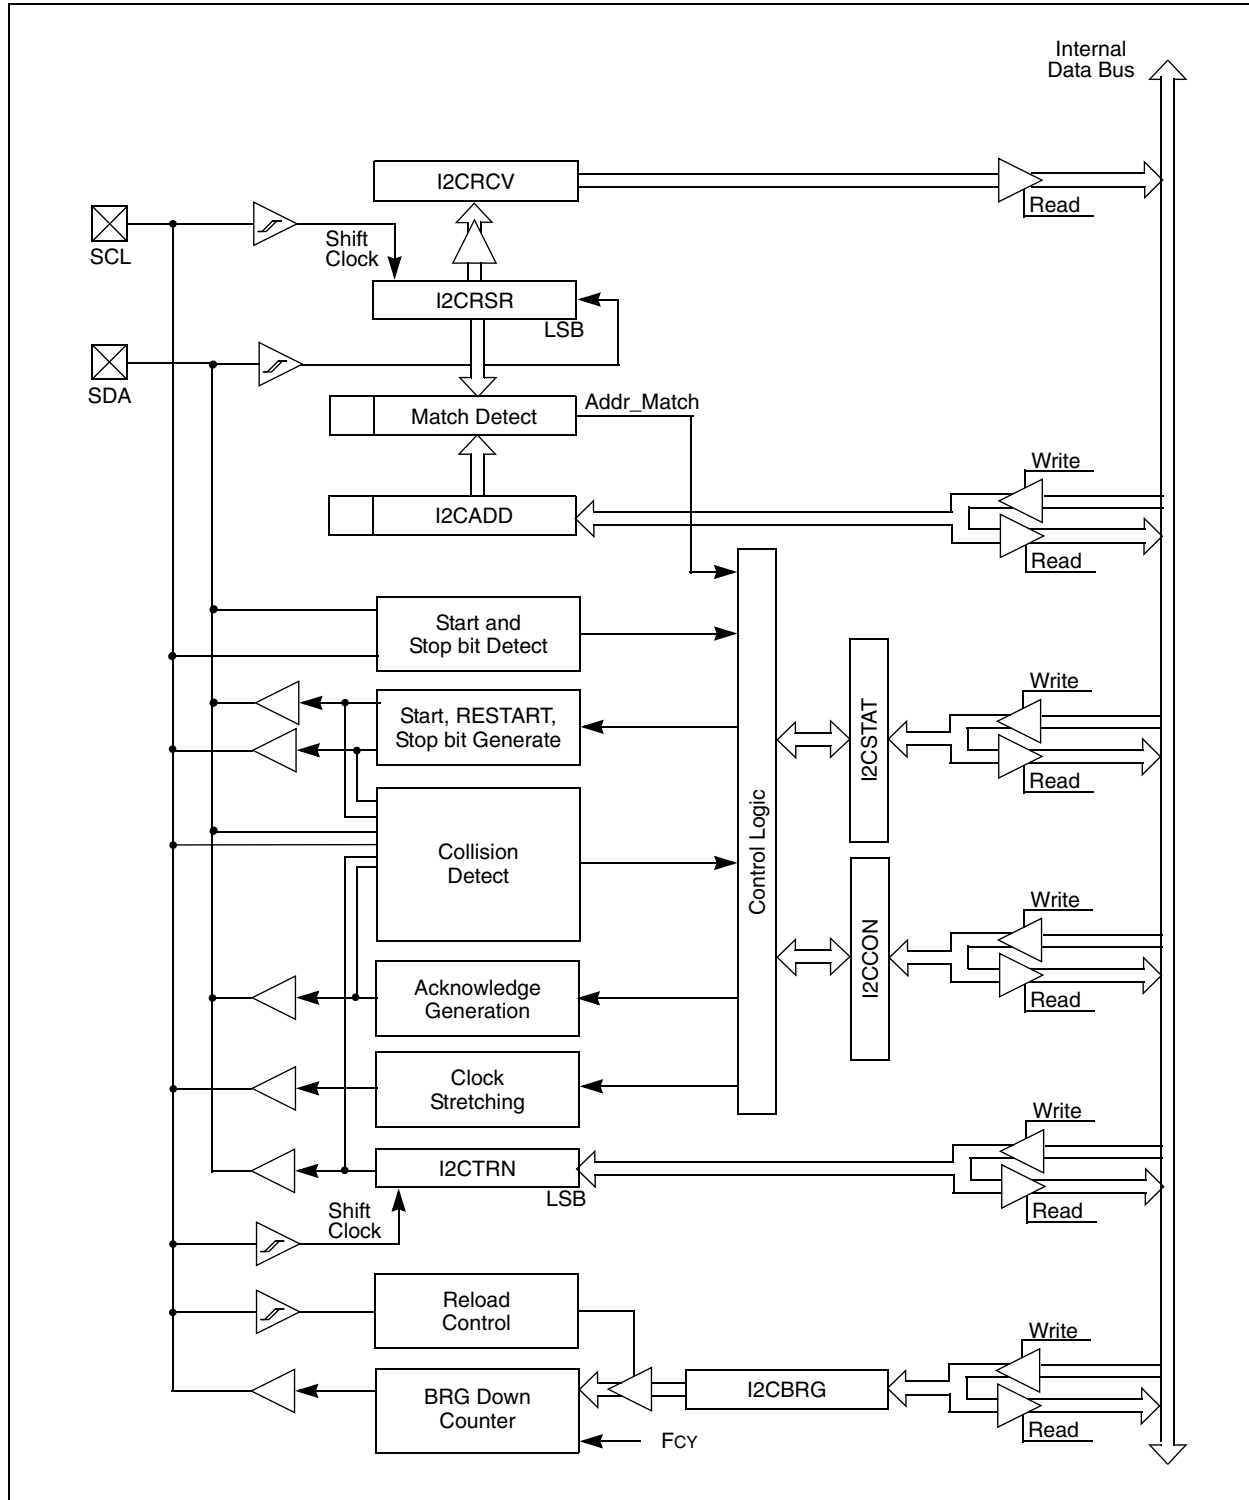 Internal
Data Bus
I2CRCV
Read
SCL
Shift
Clock
I2CRSR
LSB
SDA
Match Detect
Addr_Match
Write
I2CADD
Read
Start and
Stop bit Detect
Write
Start, RESTART,
Stop bit Generate
I2CSTAT
Read
Control Logic
Collision
Detect
Write
I2CCON
Acknowledge
Generation
Read
Clock
Stretching
Write
I2CTRN
LSB
Shift
Clock
Read
Reload
Control
Write
BRG Down
Counter
I2CBRG
Read
FCY